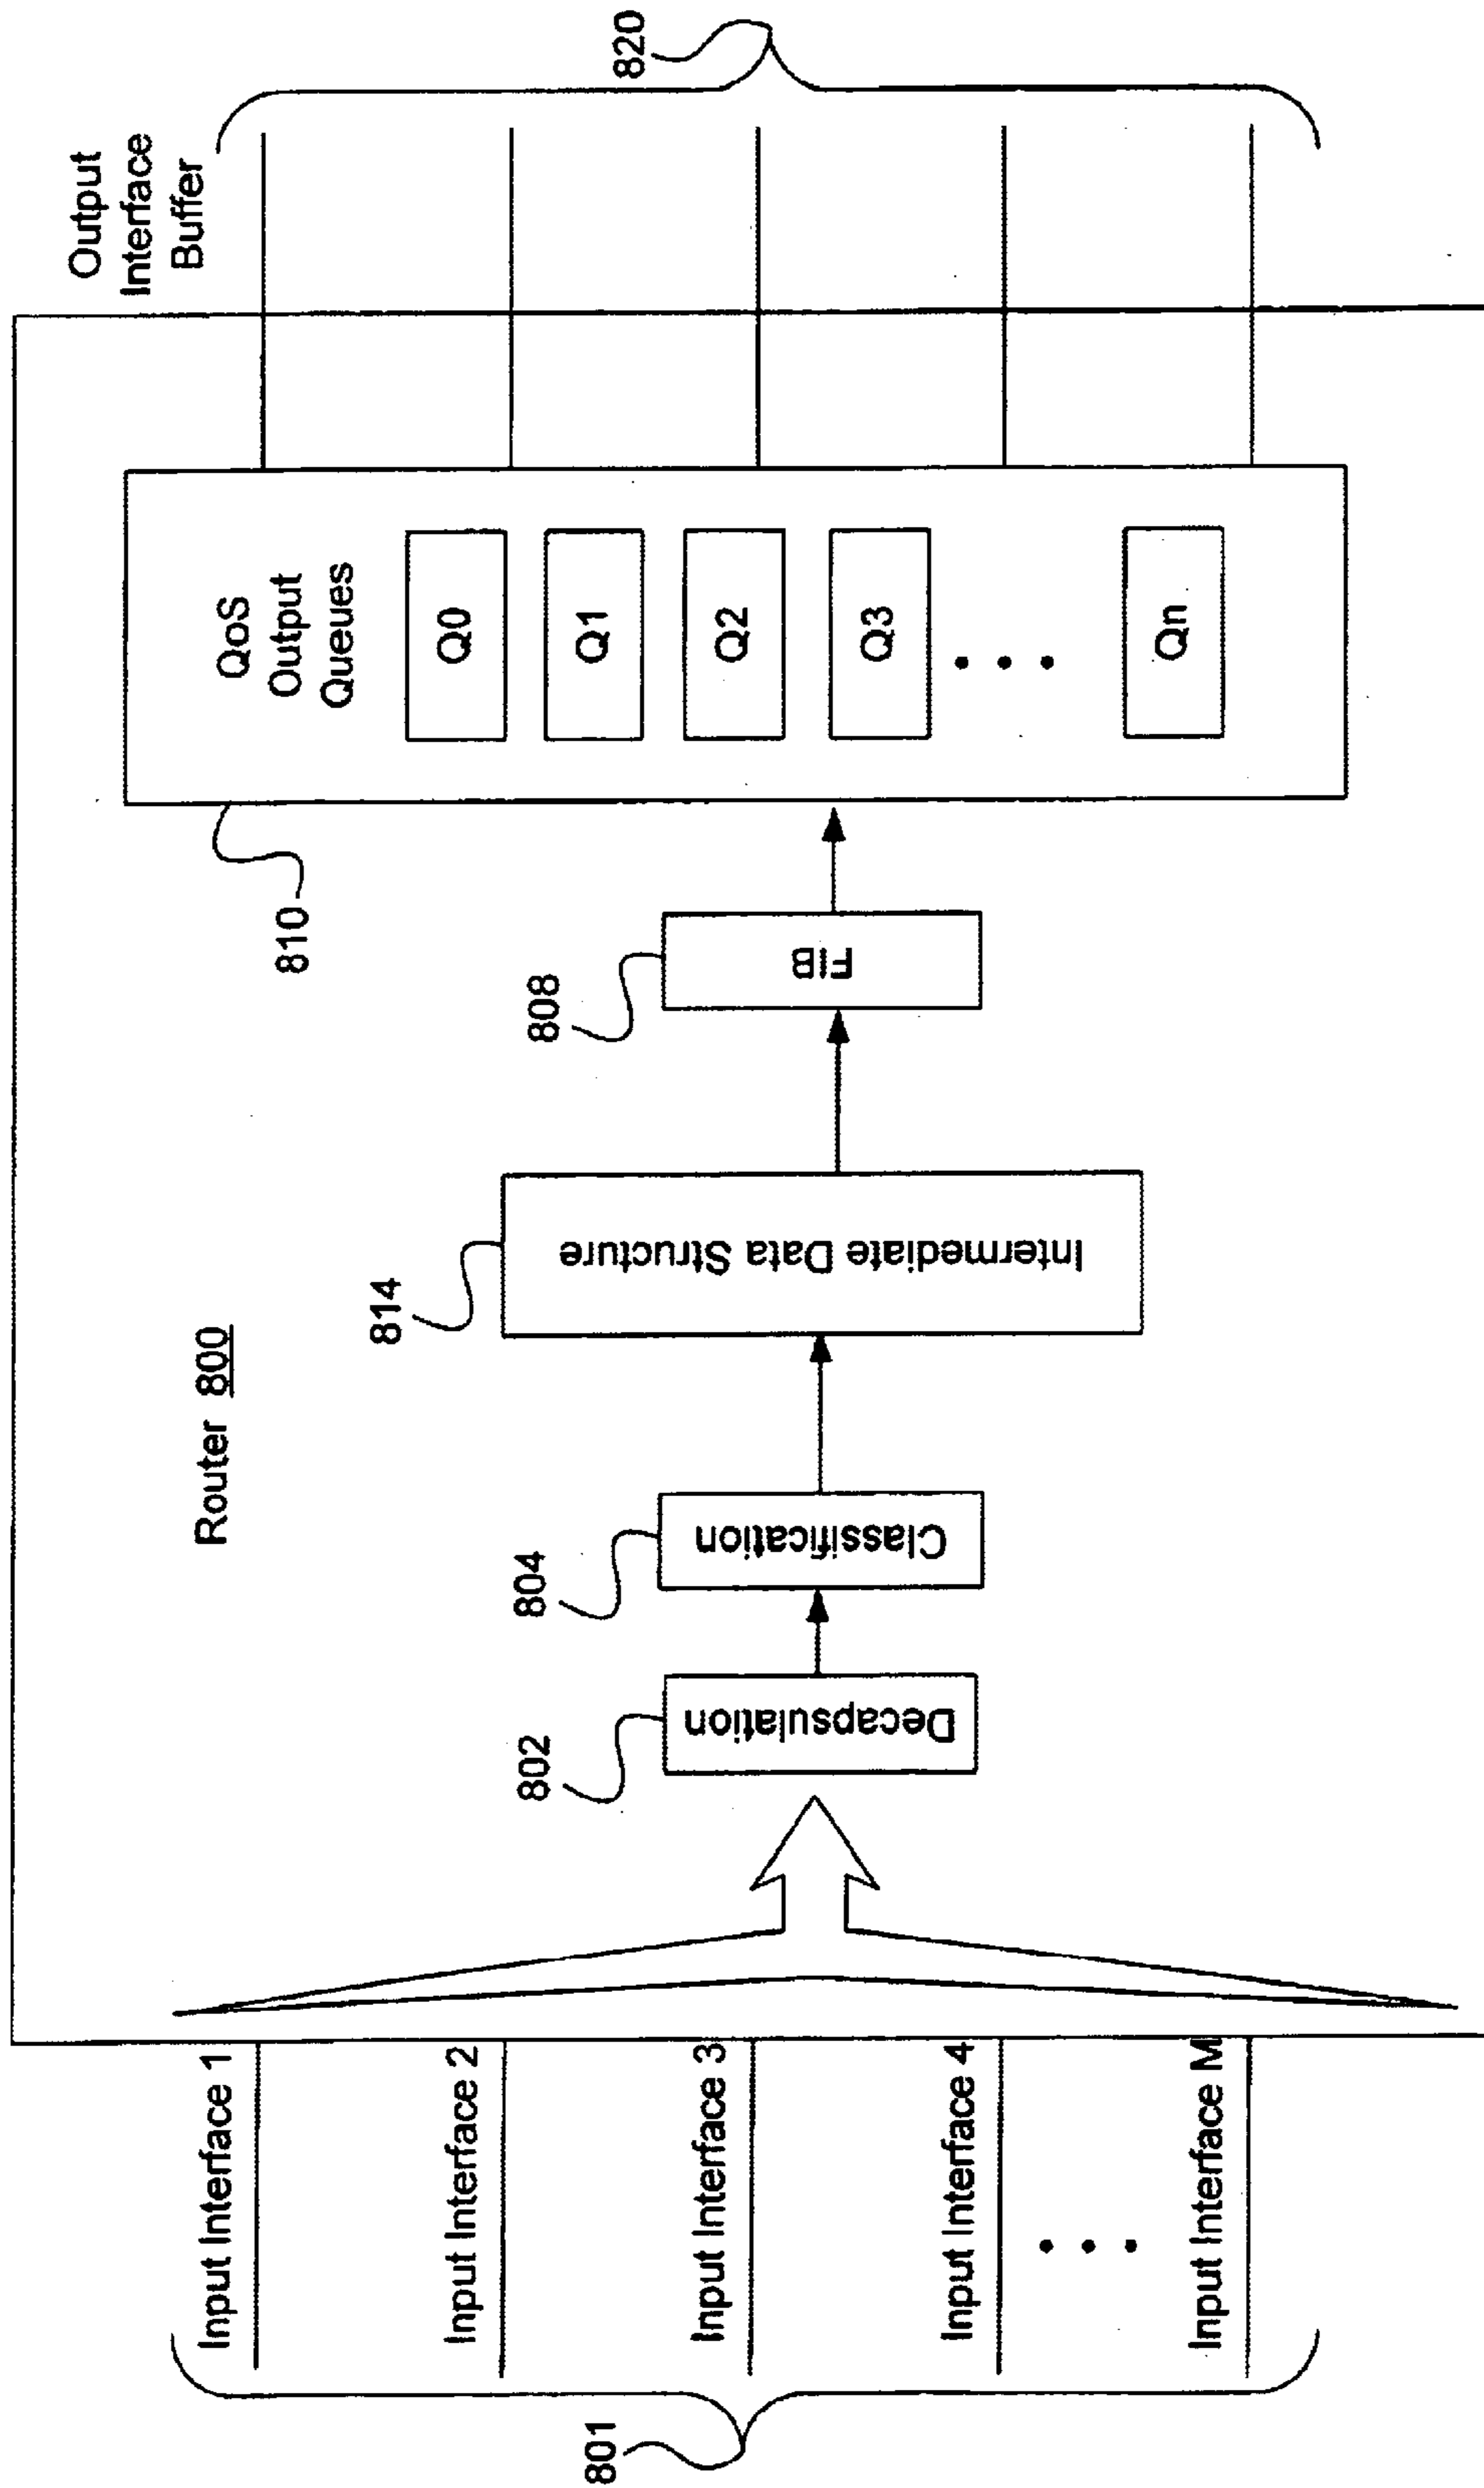 Router 800
801
Input Interface 1
Input Interface 2
Input Interface 3
Input Interface 4
• • •
Input Interface M
802
Decapsulation
804
Classification
814
Intermediate Data Structure
808
FIB
810
QoS
Output
Queues
Q0
Q1
Q2
Q3
• • •
Qn
Output
Interface
Buffer
820